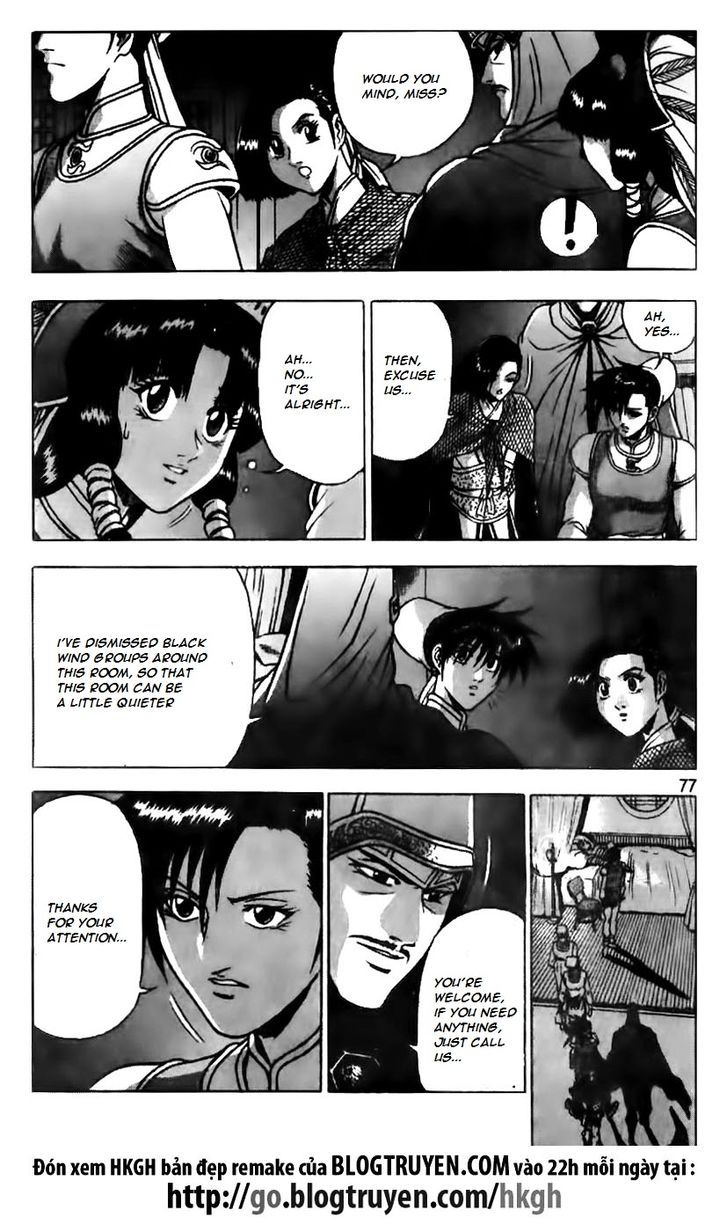 WOULD YOU
MIND, MISS?
!
AH,
YES...
THEN,
EXCUSE
US...
AH...
NO...
IT'S
ALRIGHT...
I'VE DISMISSED BLACK
WIND GROUPS AROUND
THIS ROOM, SO THAT
THIS ROOM CAN BE
A LITTLE QUIETER
77
YOU'RE
WELCOME,
IF YOU NEED
ANYTHING,
JUST CALL
US...
THANKS
FOR YOUR
ATTENTION...
Đón xem HKGH bản đẹp remake của BLOGTRUYEN.COM vào 22h mỗi ngày tại :
http://go.blogtruyen.com/hkgh